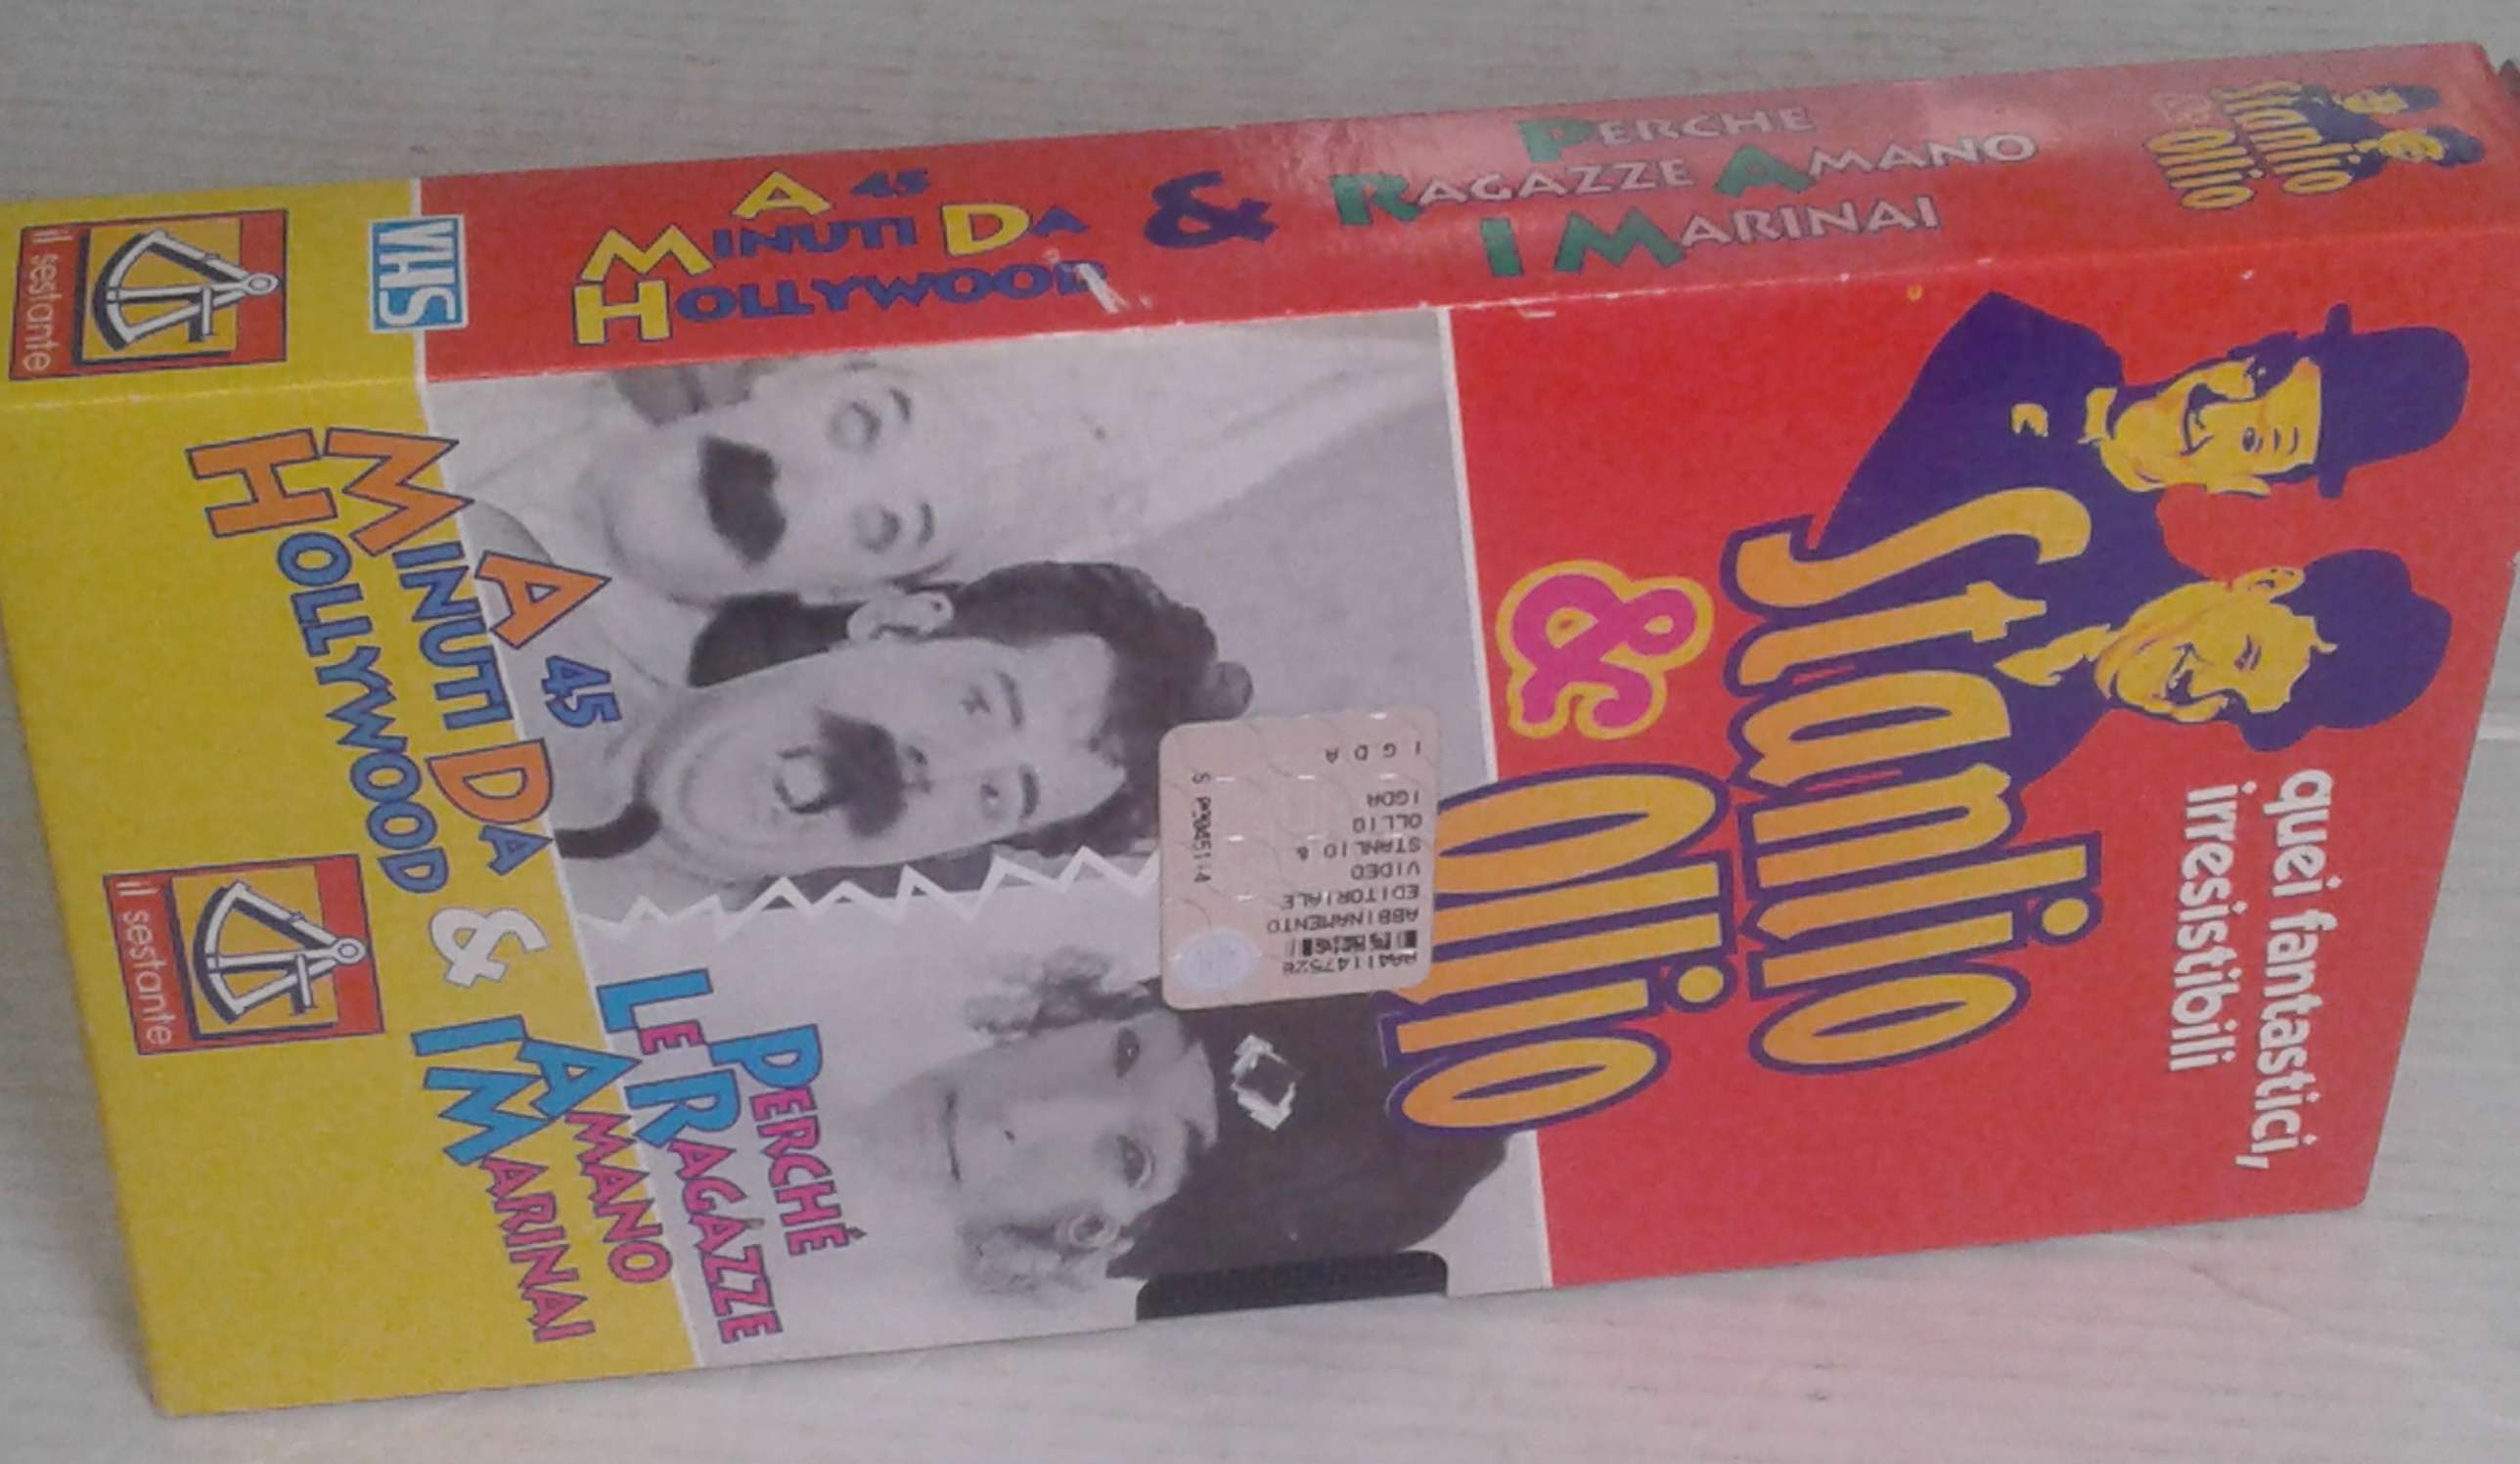 Stanlio
& Ollio
PERCHE
RAGAZZE AMANO
I MARINAI
&
A 45
MINUTI DA
HOLLYWOOD
VHS
il sestante
quei fantastici,
irresistibili
Stanlio
& Ollio
ABBINAMENTO
EDITORIALE
VIDEO
STANLIO &
OLLIO
IGDA
I G D A
PERCHÉ
LE RAGAZZE
AMANO
I MARINAI
A 45
MINUTI DA
HOLLYWOOD
&
il sestante